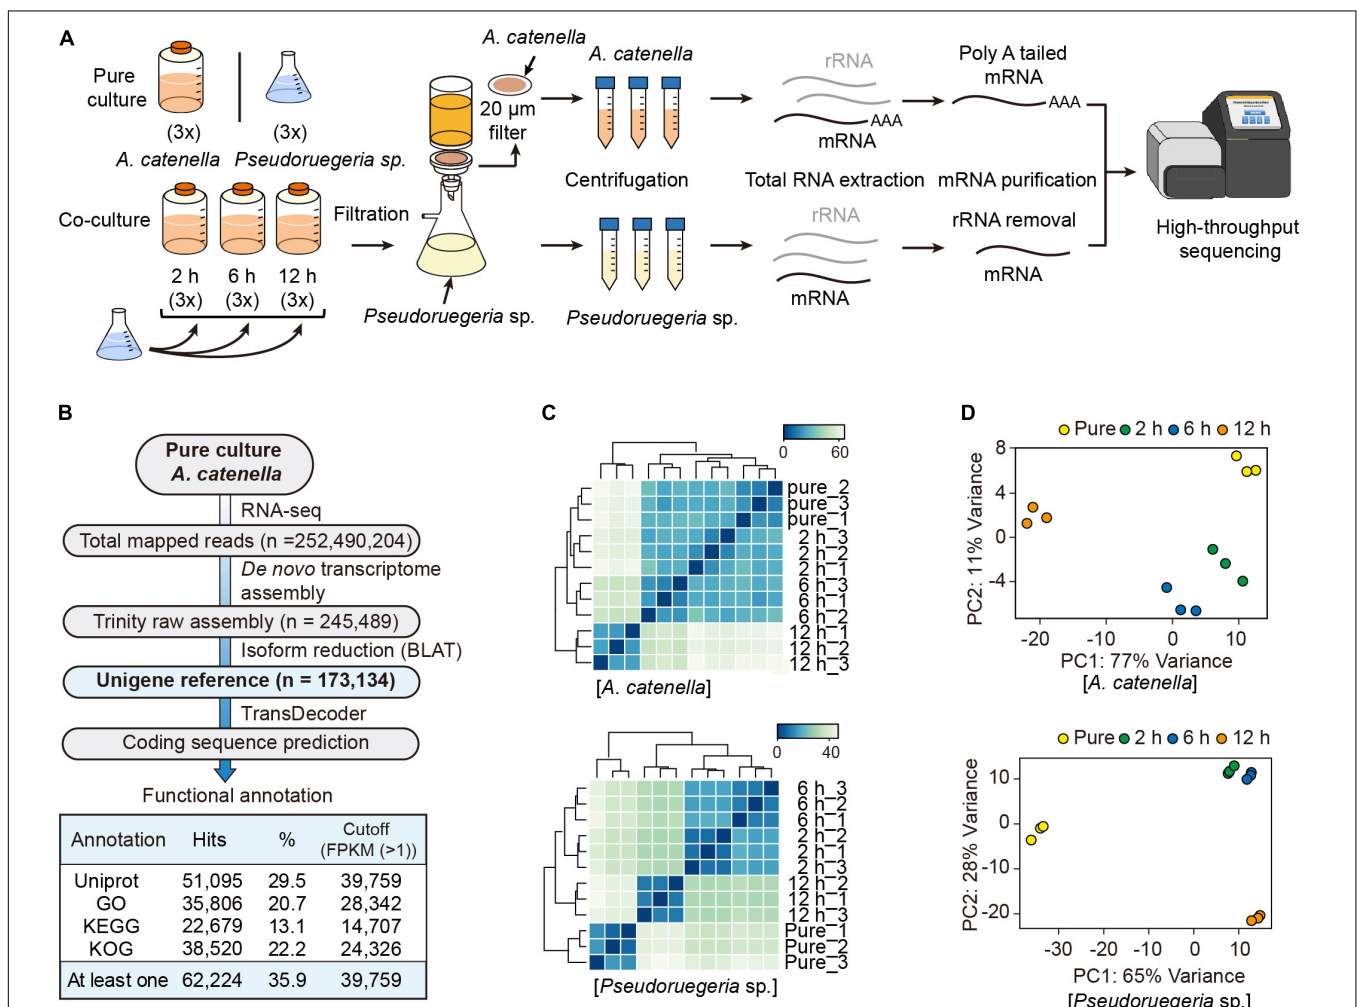 A
Pure
culture
(3x)
(3x)
A. catenella
Pseudoruegeria sp.
Co-culture
2 h
6 h
12 h
(3x)
(3x)
(3x)
Filtration
A. catenella
20 µm
filter
Pseudoruegeria sp.
A. catenella
Centrifugation
Pseudoruegeria sp.
rRNA
AAA
mRNA
Total RNA extraction
rRNA
mRNA
Poly A tailed
mRNA
AAA
mRNA purification
rRNA removal
mRNA
High-throughput
sequencing
B
Pure culture
A. catenella
RNA-seq
Total mapped reads (n =252,490,204)
De novo transcriptome
assembly
Trinity raw assembly (n = 245,489)
Isoform reduction (BLAT)
Unigene reference (n = 173,134)
TransDecoder
Coding sequence prediction
Functional annotation
Annotation Hits % Cutoff
(FPKM (>1))
Uniprot 51,095 29.5 39,759
GO 35,806 20.7 28,342
KEGG 22,679 13.1 14,707
KOG 38,520 22.2 24,326
At least one 62,224 35.9 39,759
C
0 60
pure_2
pure_3
pure_1
2 h_3
2 h_2
2 h_1
6 h_3
6 h_1
6 h_2
12 h_1
12 h_2
12 h_3
[A. catenella]
0 40
6 h_3
6 h_2
6 h_1
2 h_2
2 h_1
2 h_3
12 h_2
12 h_1
12 h_3
Pure_1
Pure_2
Pure_3
[Pseudoruegeria sp.]
D
Pure 2 h 6 h 12 h
8
4
0
-4
PC2: 11% Variance
-20 -10 0 10
PC1: 77% Variance
[A. catenella]
Pure 2 h 6 h 12 h
10
0
-10
-20
PC2: 28% Variance
-30 -20 -10 0 10
PC1: 65% Variance
[Pseudoruegeria sp.]